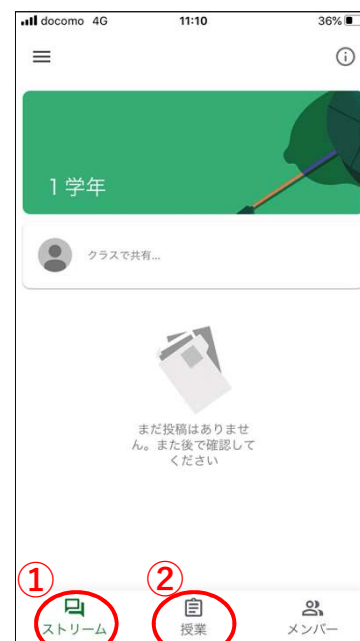 docomo 4G 11:10 36%
1 学年
クラスで共有...
まだ投稿はありませ
ん。また後で確認して
ください
① ②
ストリーム 授業 メンバー